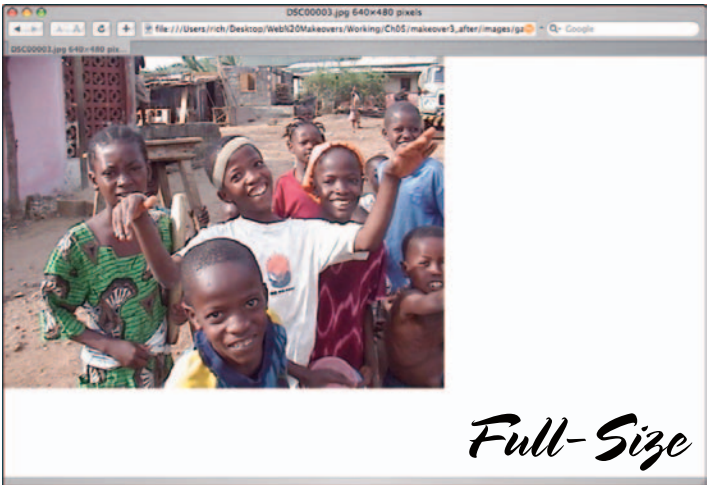 DSC00003.jpg 640×480 pixels
file:///Users/rich/Desktop/Web%20Makeovers/Working/Ch05/makeover3_after/images/ga
Google
DSC00003.jpg 640×480 pix...
Full-Size